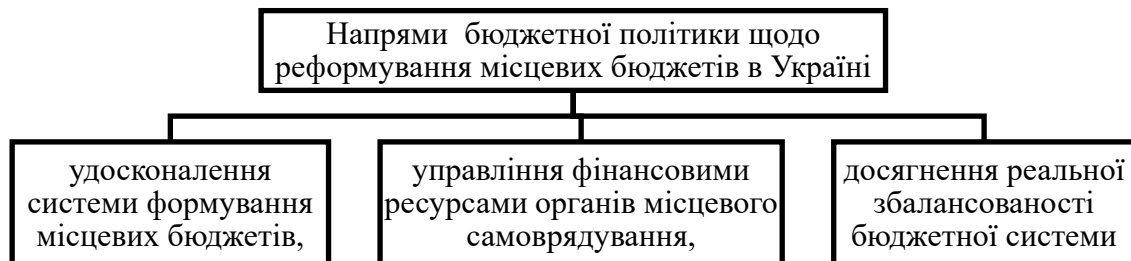 Напрями бюджетної політики щодо
реформування місцевих бюджетів в Україні
удосконалення
системи формування
місцевих бюджетів,
управління фінансовими
ресурсами органів місцевого
самоврядування,
досягнення реальної
збалансованості
бюджетної системи